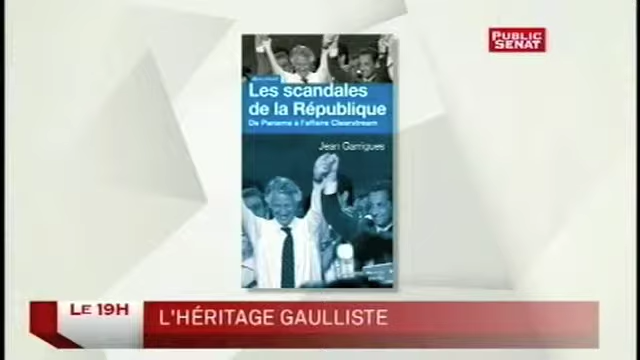 PUBLIC
SENAT
Les scandales
de la République
De Panama à l'affaire Clearstream
Jean Garrigues
LE 19H
L'HÉRITAGE GAULLISTE